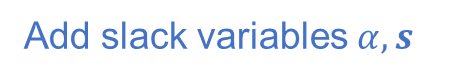 Add slack variables α, s